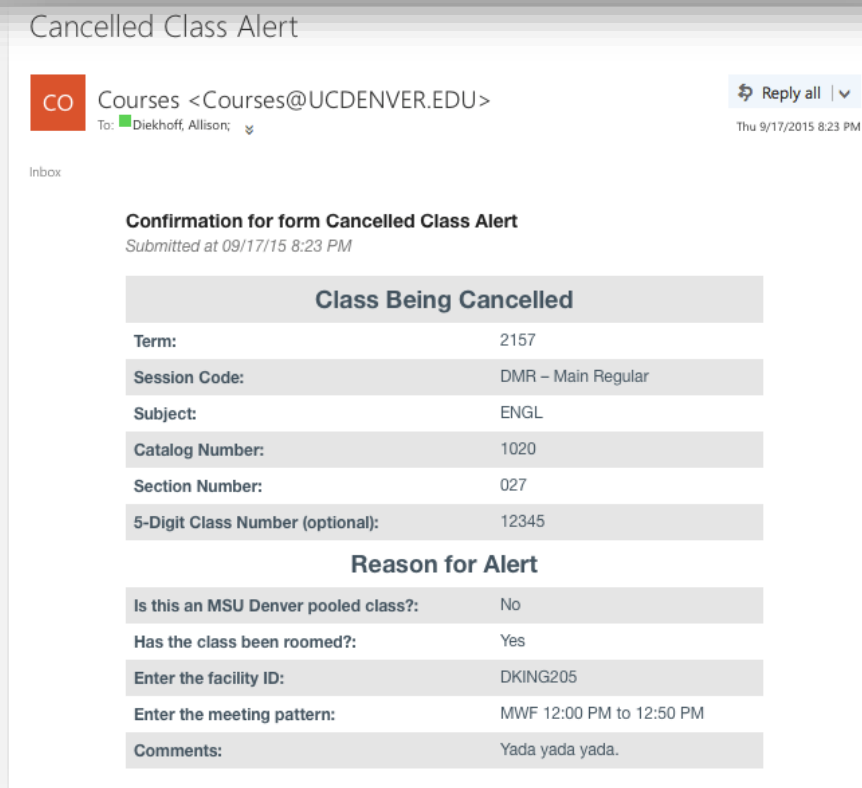 Cancelled Class Alert
CO
Courses <Courses@UCDENVER.EDU>
Reply all
To: Diekhoff, Allison;
Thu 9/17/2015 8:23 PM
Inbox
Confirmation for form Cancelled Class Alert
Submitted at 09/17/15 8:23 PM
Class Being Cancelled
Term: 2157
Session Code: DMR – Main Regular
Subject: ENGL
Catalog Number: 1020
Section Number: 027
5-Digit Class Number (optional): 12345
Reason for Alert
Is this an MSU Denver pooled class?: No
Has the class been roomed?: Yes
Enter the facility ID: DKING205
Enter the meeting pattern: MWF 12:00 PM to 12:50 PM
Comments: Yada yada yada.